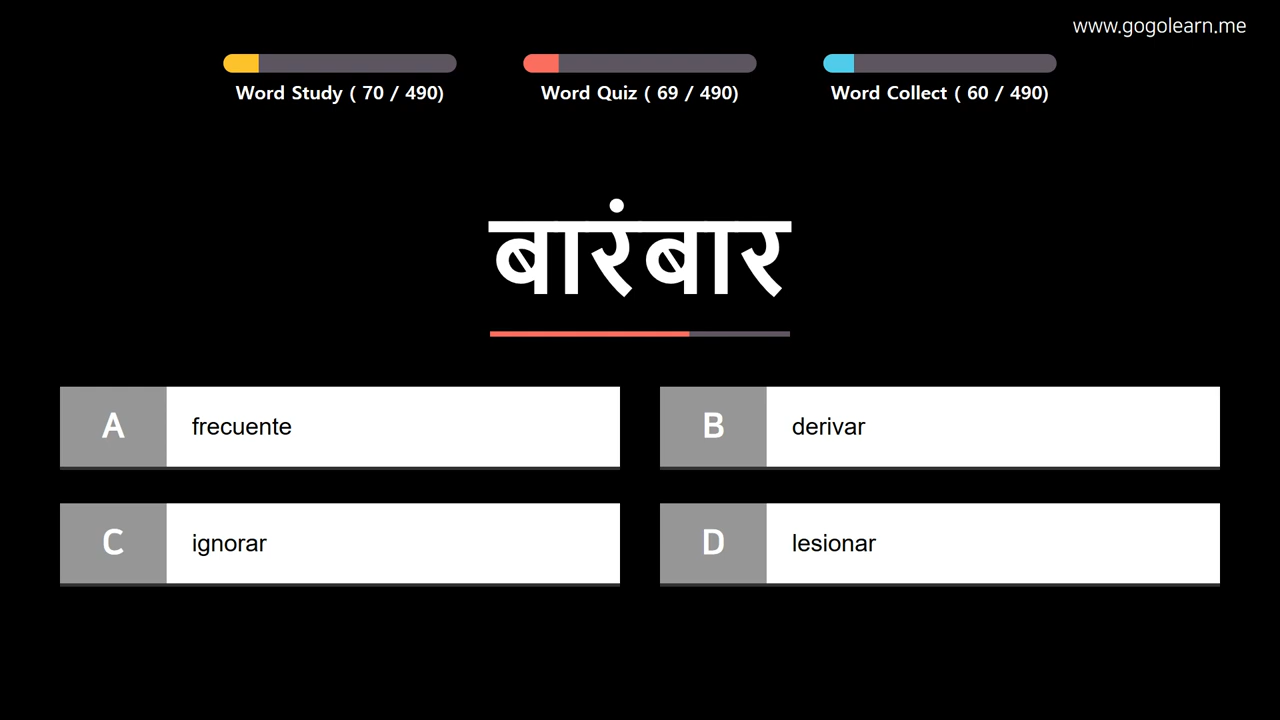 www.gogolearn.me
Word Study ( 70 / 490)
Word Quiz ( 69 / 490)
Word Collect ( 60 / 490)
बारंबार
A frecuente
B derivar
C ignorar
D lesionar